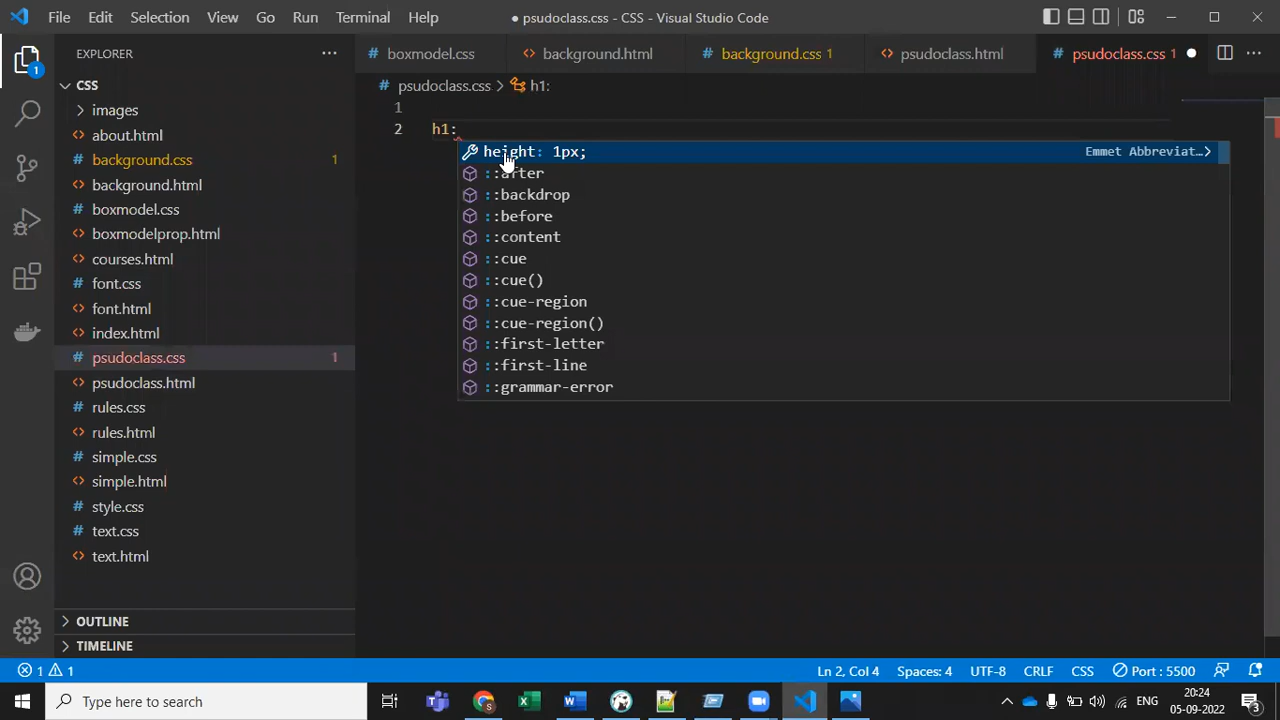 File Edit Selection View Go Run Terminal Help
● psudoclass.css - CSS - Visual Studio Code
EXPLORER
boxmodel.css
background.html
background.css 1
psudoclass.html
psudoclass.css 1
CSS
images
about.html
background.css 1
background.html
boxmodel.css
boxmodelprop.html
courses.html
font.css
font.html
index.html
psudoclass.css 1
psudoclass.html
rules.css
rules.html
simple.css
simple.html
style.css
text.css
text.html
OUTLINE
TIMELINE
# psudoclass.css > h1:
1
2 h1:
height: 1px; Emmet Abbreviat...
::after
::backdrop
::before
::content
::cue
::cue()
::cue-region
::cue-region()
::first-letter
::first-line
::grammar-error
1
1 1 Ln 2, Col 4 Spaces: 4 UTF-8 CRLF CSS Port : 5500
Type here to search
ENG
20:24
05-09-2022
3